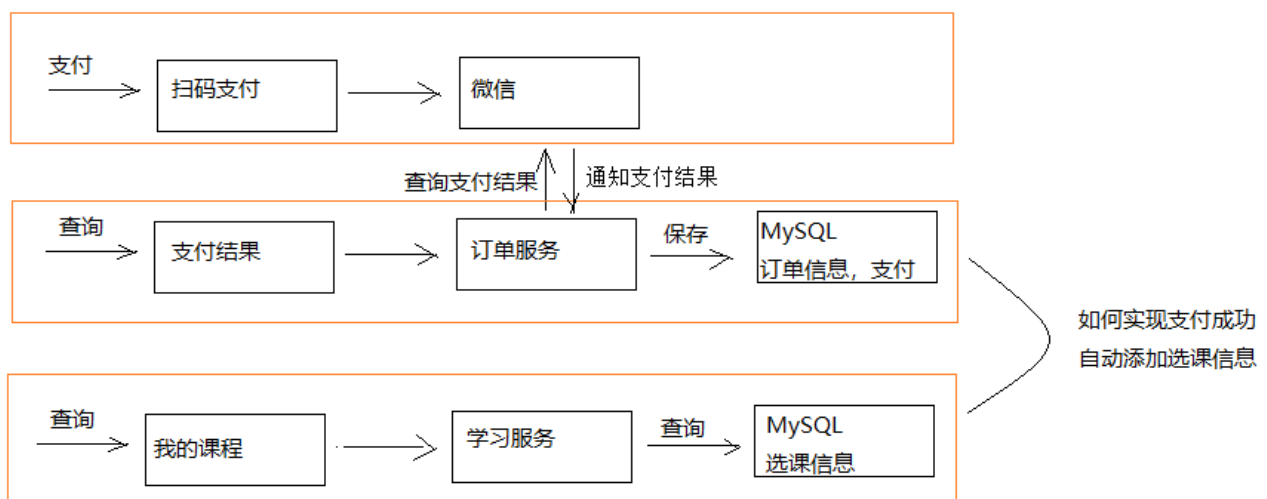 支付
扫码支付
微信
查询支付结果
通知支付结果
查询
支付结果
订单服务
保存
MySQL
订单信息，支付
如何实现支付成功
自动添加选课信息
查询
我的课程
学习服务
查询
MySQL
选课信息